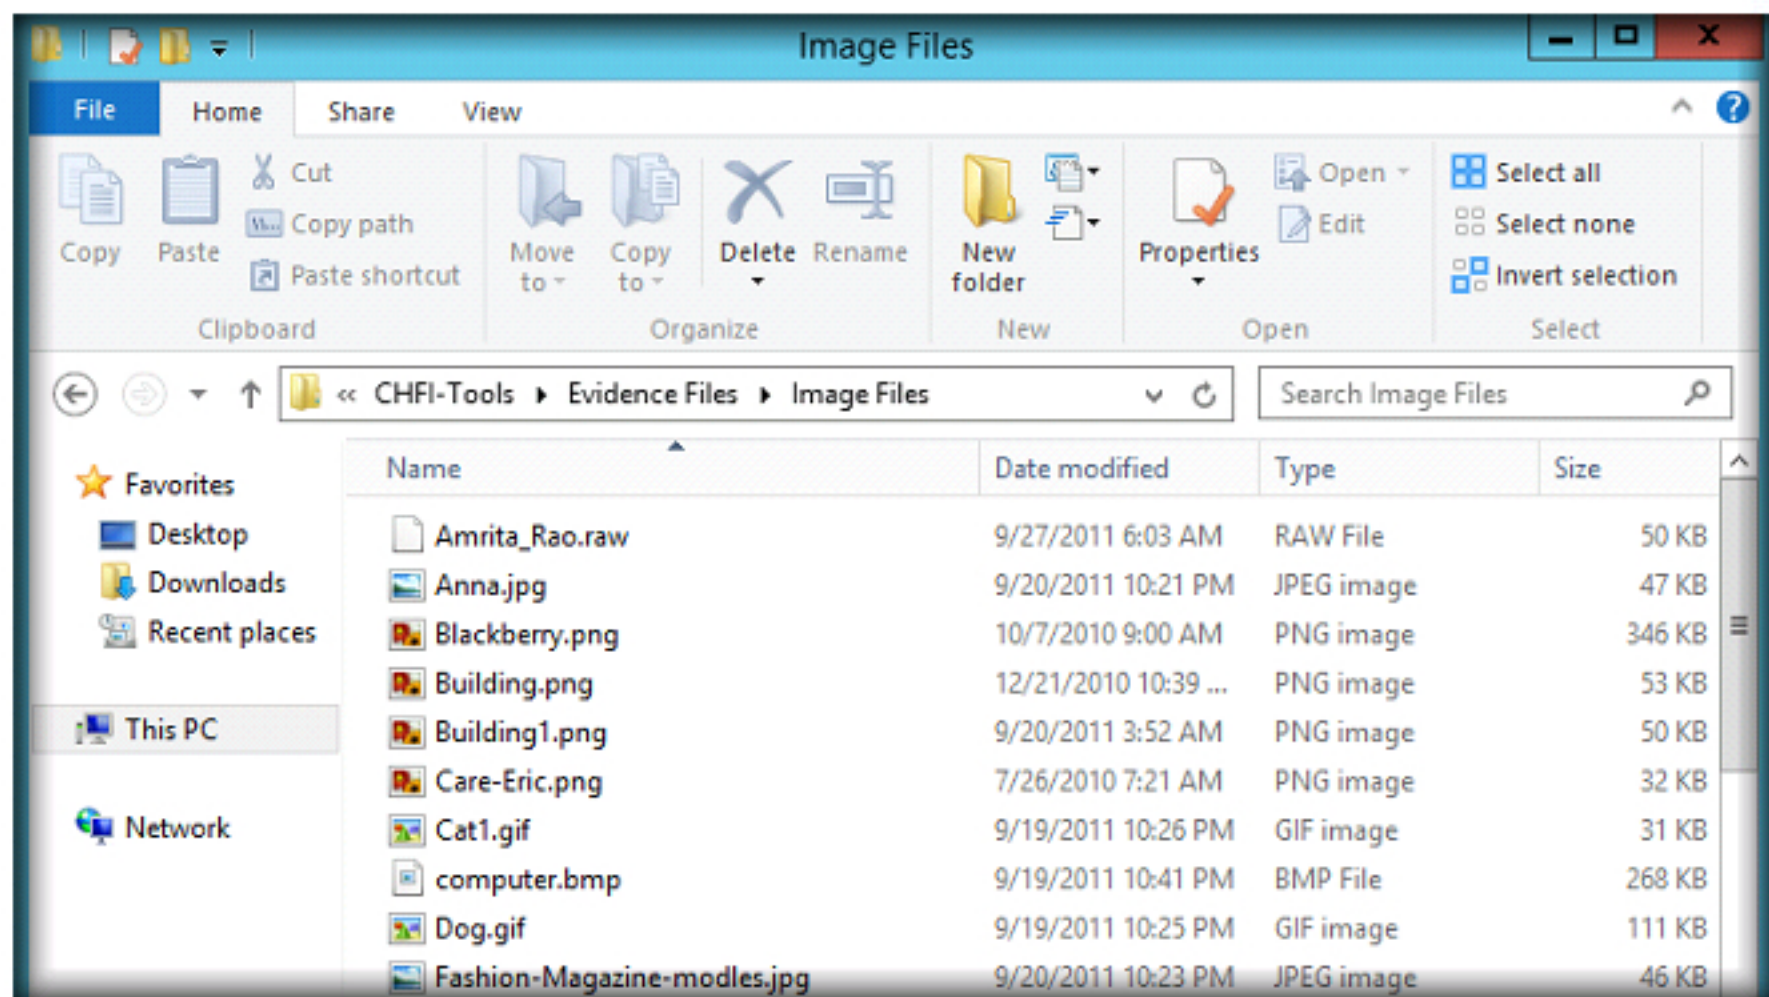 Image Files
File Home Share View
Copy Paste Cut Copy path Paste shortcut
Move to Copy to Delete Rename
New folder
Properties Open Edit
Select all Select none Invert selection
Clipboard Organize New Open Select
« CHFI-Tools Evidence Files Image Files Search Image Files
Name Date modified Type Size
Favorites
Desktop
Downloads
Recent places
This PC
Network
Amrita_Rao.raw 9/27/2011 6:03 AM RAW File 50 KB
Anna.jpg 9/20/2011 10:21 PM JPEG image 47 KB
Blackberry.png 10/7/2010 9:00 AM PNG image 346 KB
Building.png 12/21/2010 10:39 ... PNG image 53 KB
Building1.png 9/20/2011 3:52 AM PNG image 50 KB
Care-Eric.png 7/26/2010 7:21 AM PNG image 32 KB
Cat1.gif 9/19/2011 10:26 PM GIF image 31 KB
computer.bmp 9/19/2011 10:41 PM BMP File 268 KB
Dog.gif 9/19/2011 10:25 PM GIF image 111 KB
Fashion-Magazine-modles.jpg 9/20/2011 10:23 PM JPEG image 46 KB